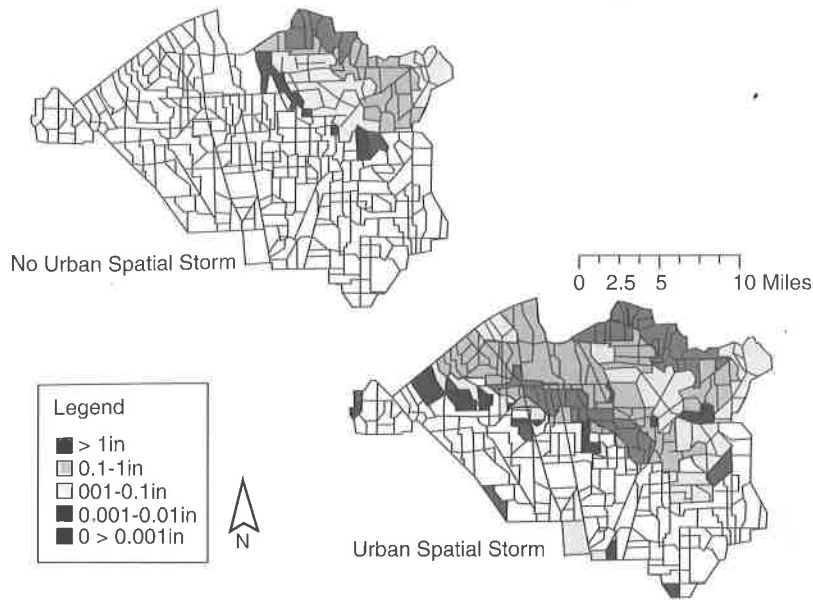 No Urban Spatial Storm
0 2.5 5 10 Miles
Legend
> 1in
0.1-1in
001-0.1in
0.001-0.01in
0 > 0.001in
N
Urban Spatial Storm